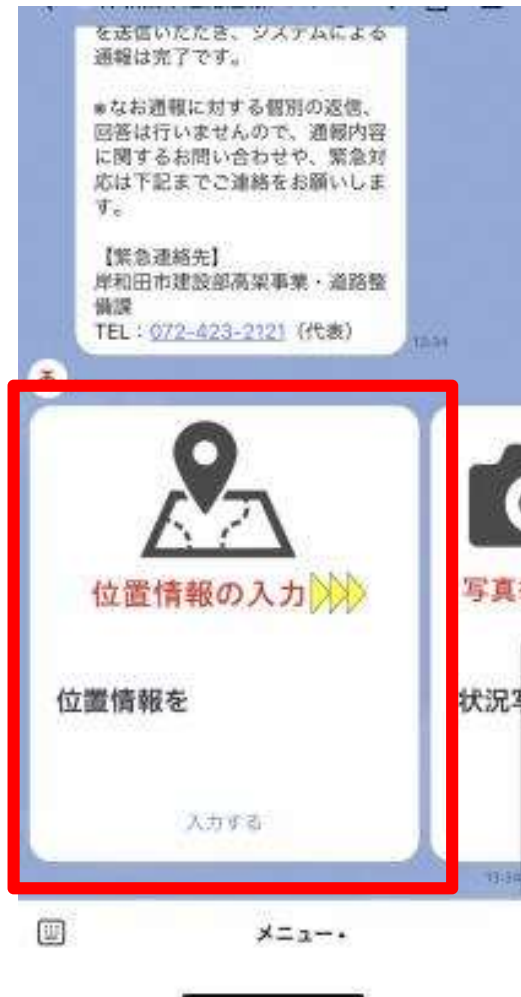 を送信いただき、システムによる
通報は完了です。
※なお通報に対する個別の返信、
回答は行いませんので、通報内容
に関するお問い合わせや、緊急対
応は下記までご連絡をお願いしま
す。
【緊急連絡先】
岸和田市建設部高架事業・道路整
備課
TEL：072-423-2121（代表）
13:34
位置情報の入力
写真
位置情報を
状況写
入力する
13:34
メニュー